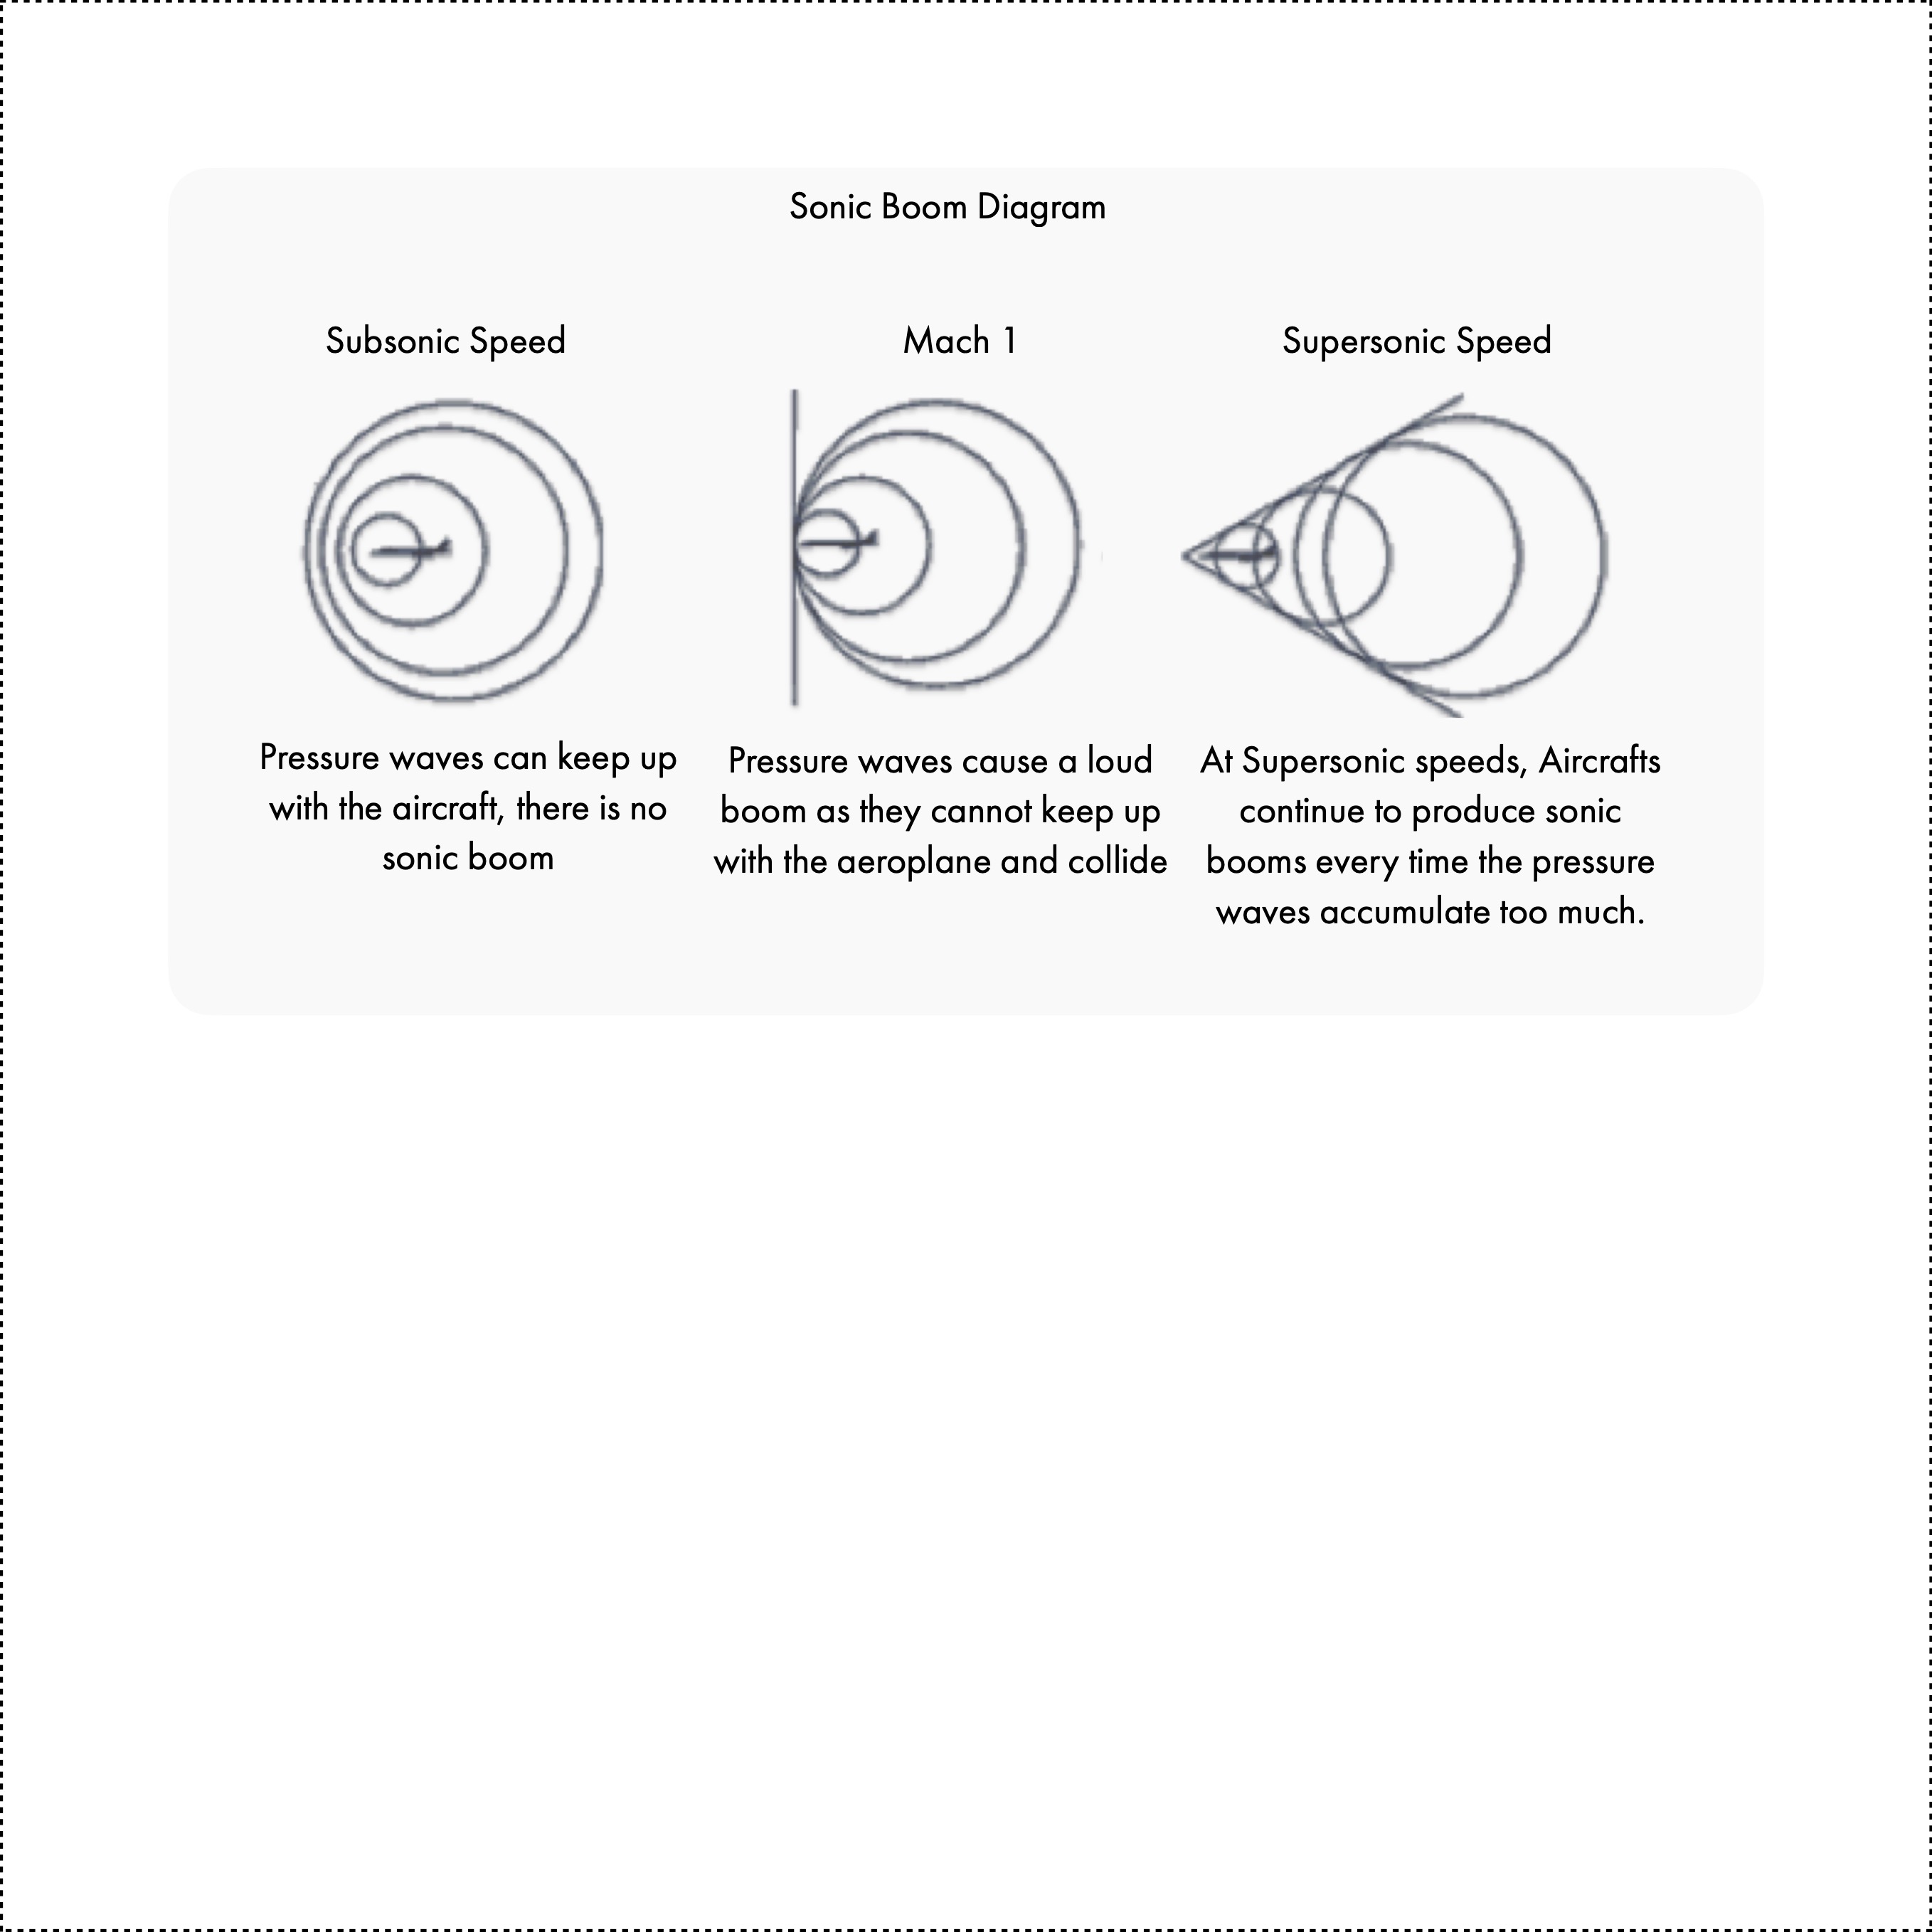 Sonic Boom Diagram
Subsonic Speed
Pressure waves can keep up
with the aircraft, there is no
sonic boom
Mach 1
Pressure waves cause a loud
boom as they cannot keep up
with the aeroplane and collide
Supersonic Speed
At Supersonic speeds, Aircrafts
continue to produce sonic
booms every time the pressure
waves accumulate too much.